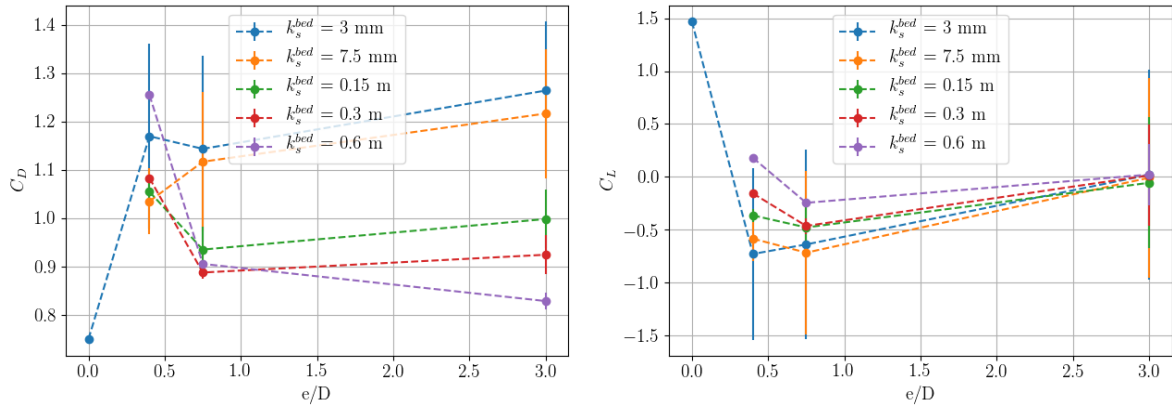 1.4
1.3
1.2
1.1
1.0
0.9
0.8
C_D
0.0 0.5 1.0 1.5 2.0 2.5 3.0
e/D
k_s^{bed} = 3 mm
k_s^{bed} = 7.5 mm
k_s^{bed} = 0.15 m
k_s^{bed} = 0.3 m
k_s^{bed} = 0.6 m
1.5
1.0
0.5
0.0
−0.5
−1.0
−1.5
C_L
0.0 0.5 1.0 1.5 2.0 2.5 3.0
e/D
k_s^{bed} = 3 mm
k_s^{bed} = 7.5 mm
k_s^{bed} = 0.15 m
k_s^{bed} = 0.3 m
k_s^{bed} = 0.6 m